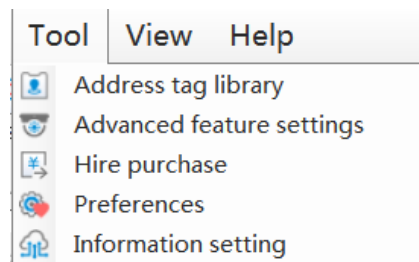 Tool View Help
Address tag library
Advanced feature settings
Hire purchase
Preferences
Information setting